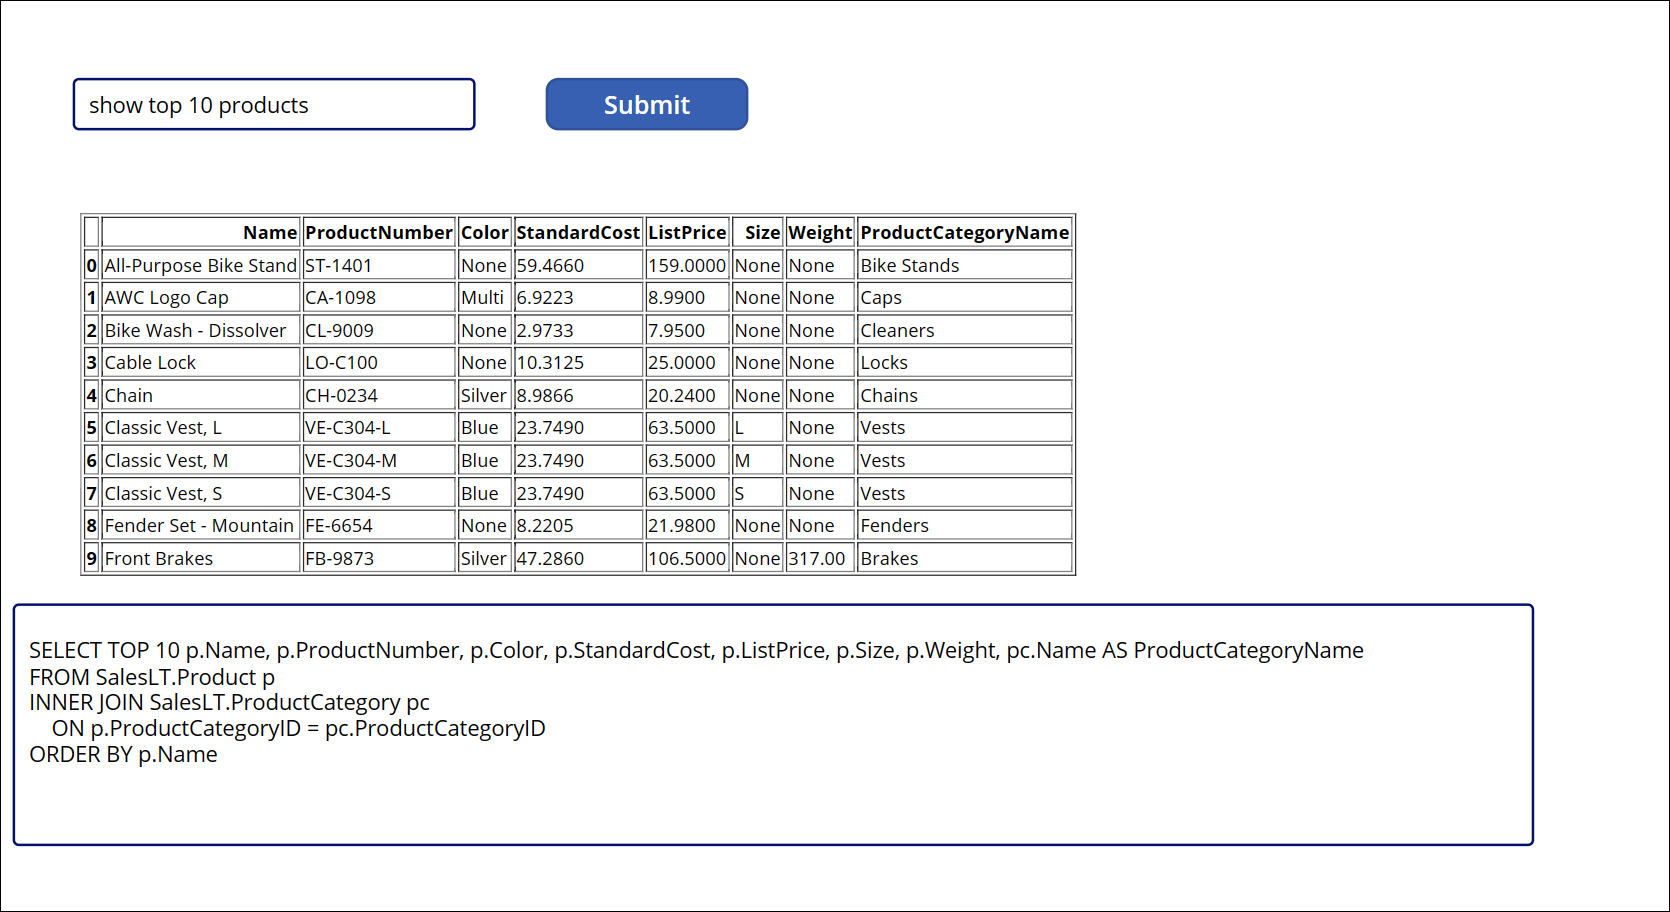 show top 10 products Submit
Name ProductNumber Color StandardCost ListPrice Size Weight ProductCategoryName
0 All-Purpose Bike Stand ST-1401 None 59.4660 159.0000 None None Bike Stands
1 AWC Logo Cap CA-1098 Multi 6.9223 8.9900 None None Caps
2 Bike Wash - Dissolver CL-9009 None 2.9733 7.9500 None None Cleaners
3 Cable Lock LO-C100 None 10.3125 25.0000 None None Locks
4 Chain CH-0234 Silver 8.9866 20.2400 None None Chains
5 Classic Vest, L VE-C304-L Blue 23.7490 63.5000 L None Vests
6 Classic Vest, M VE-C304-M Blue 23.7490 63.5000 M None Vests
7 Classic Vest, S VE-C304-S Blue 23.7490 63.5000 S None Vests
8 Fender Set - Mountain FE-6654 None 8.2205 21.9800 None None Fenders
9 Front Brakes FB-9873 Silver 47.2860 106.5000 None 317.00 Brakes
SELECT TOP 10 p.Name, p.ProductNumber, p.Color, p.StandardCost, p.ListPrice, p.Size, p.Weight, pc.Name AS ProductCategoryName
FROM SalesLT.Product p
INNER JOIN SalesLT.ProductCategory pc
ON p.ProductCategoryID = pc.ProductCategoryID
ORDER BY p.Name